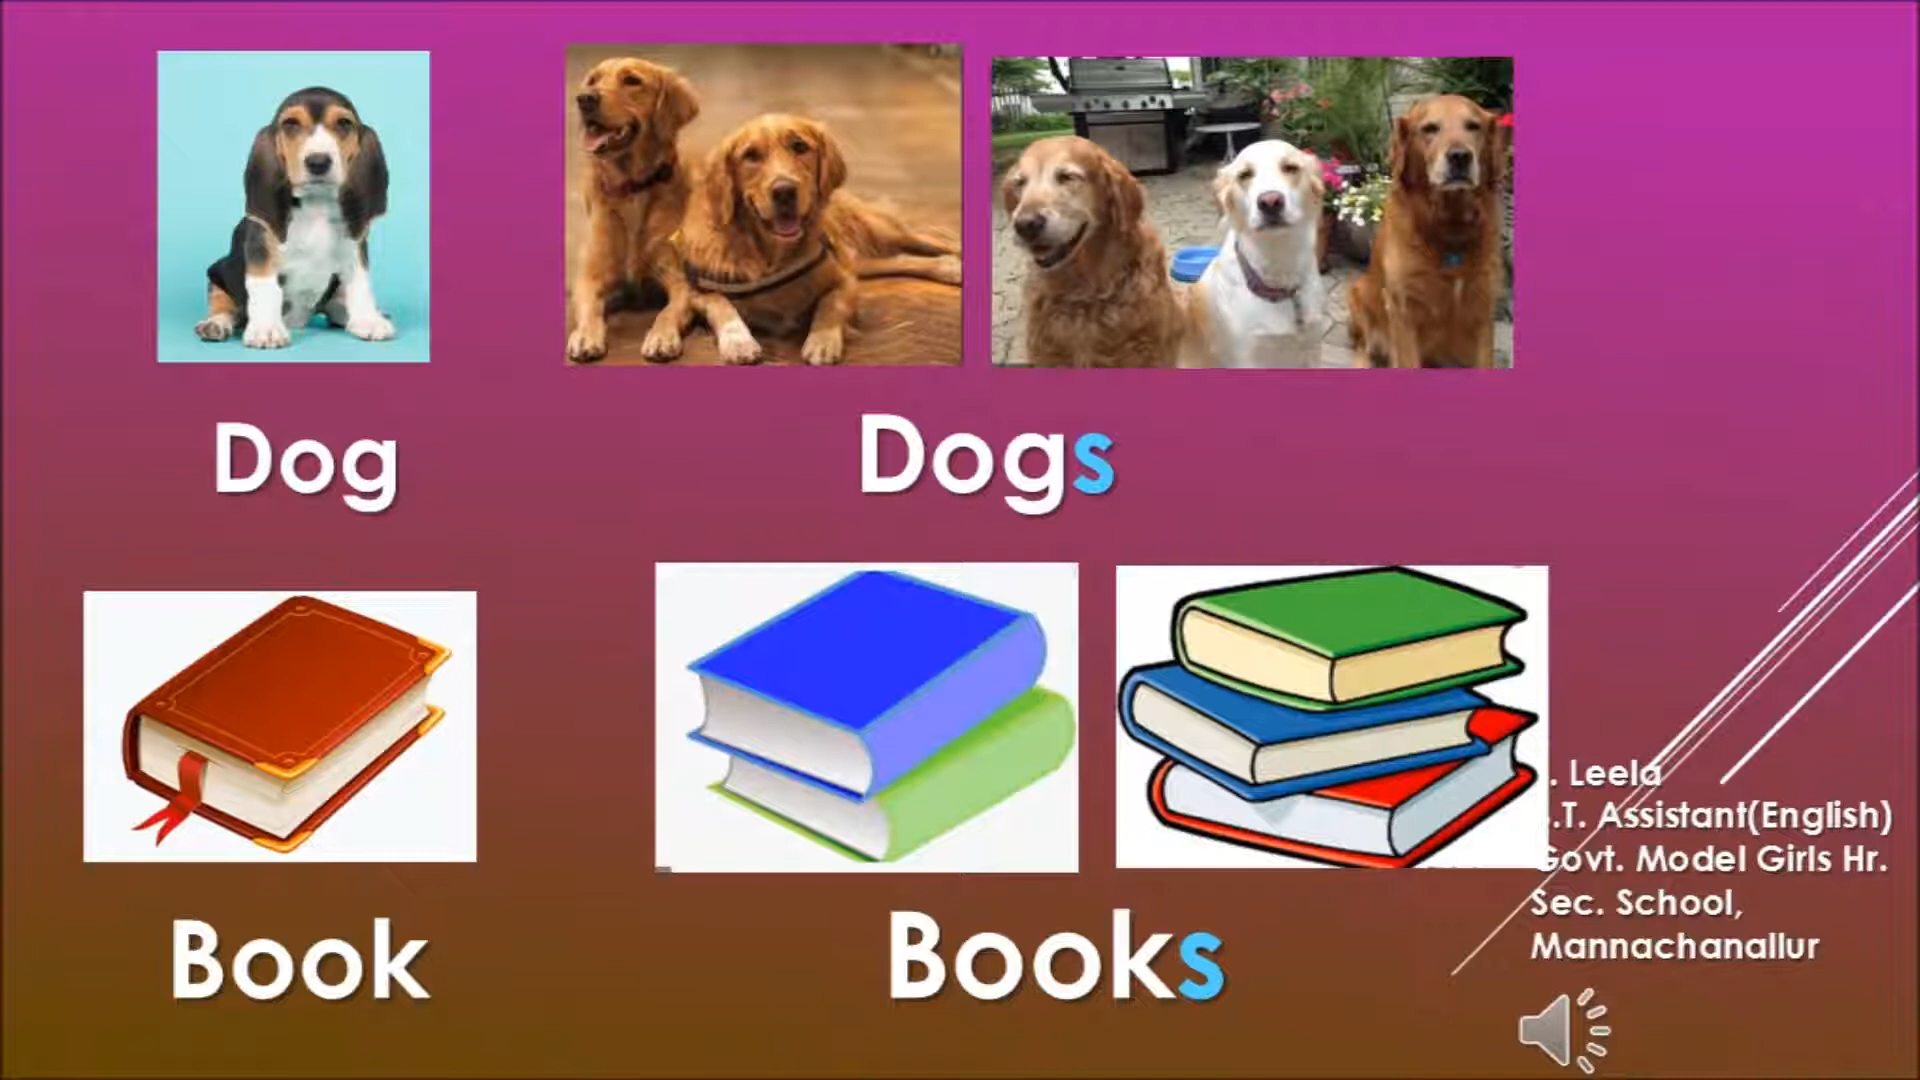 Dog
Dogs
Book
Books
. Leela
.T. Assistant(English)
Govt. Model Girls Hr.
Sec. School,
Mannachanallur